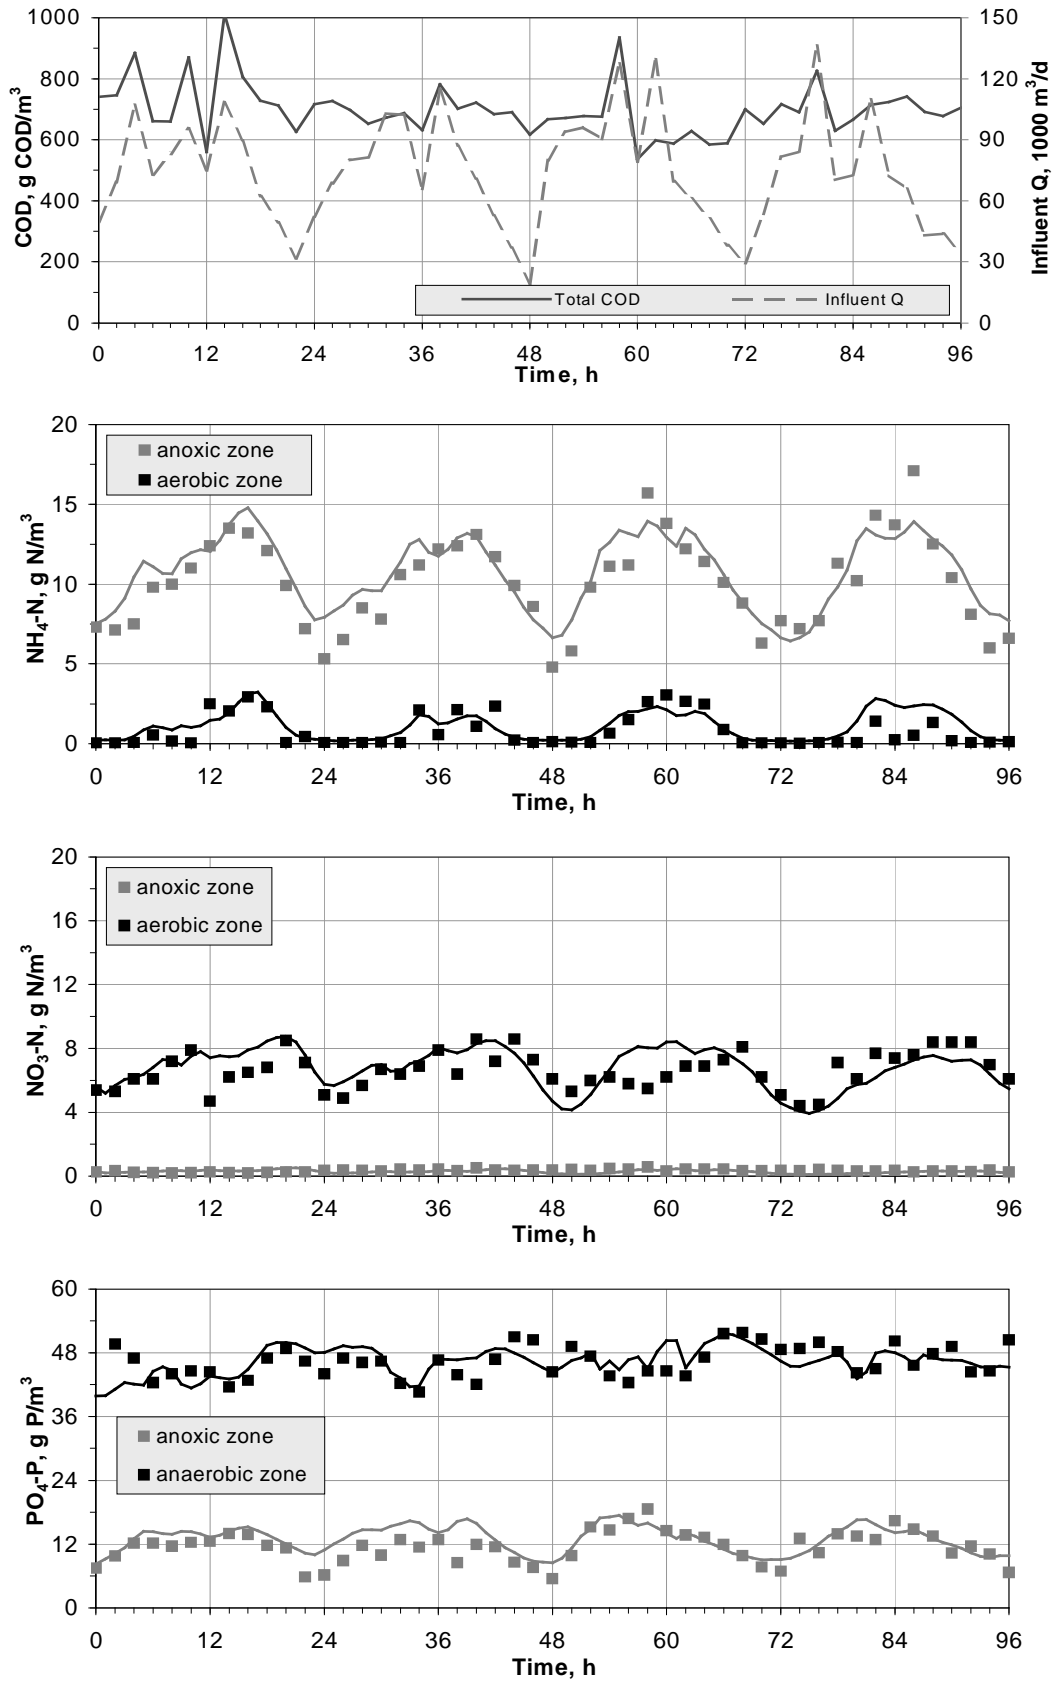 1000
800
600
400
200
0
COD, g COD/m³
150
120
90
60
30
0
Influent Q, 1000 m³/d
Total COD
Influent Q
0 12 24 36 48 60 72 84 96
Time, h
20
15
10
5
0
NH₄-N, g N/m³
anoxic zone
aerobic zone
0 12 24 36 48 60 72 84 96
Time, h
20
16
12
8
4
0
NO₃-N, g N/m³
anoxic zone
aerobic zone
0 12 24 36 48 60 72 84 96
Time, h
60
48
36
24
12
0
PO₄-P, g P/m³
anoxic zone
anaerobic zone
0 12 24 36 48 60 72 84 96
Time, h